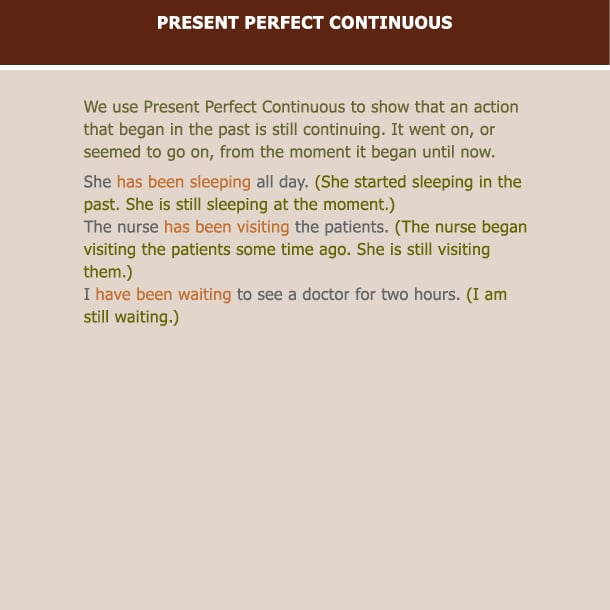 PRESENT PERFECT CONTINUOUS
We use Present Perfect Continuous to show that an action
that began in the past is still continuing. It went on, or
seemed to go on, from the moment it began until now.
She has been sleeping all day. (She started sleeping in the
past. She is still sleeping at the moment.)
The nurse has been visiting the patients. (The nurse began
visiting the patients some time ago. She is still visiting
them.)
I have been waiting to see a doctor for two hours. (I am
still waiting.)